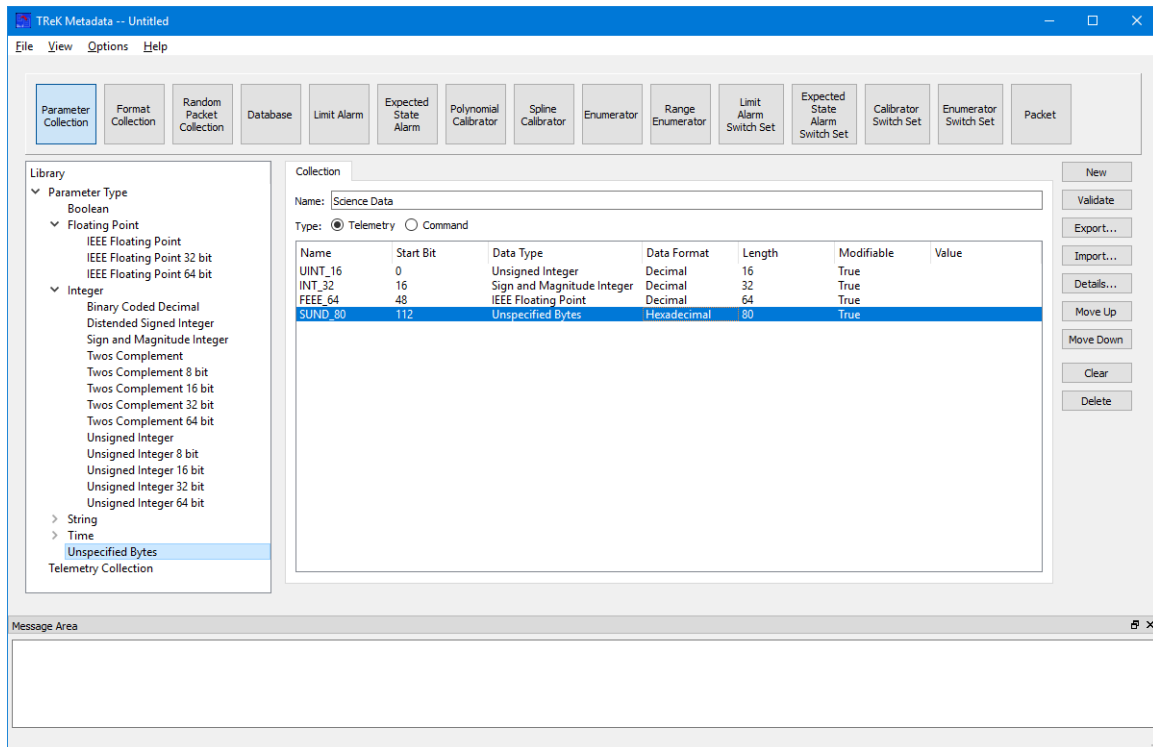 TReK Metadata -- Untitled
File View Options Help
Parameter Collection
Format Collection
Random Packet Collection
Database
Limit Alarm
Expected State Alarm
Polynomial Calibrator
Spline Calibrator
Enumerator
Range Enumerator
Limit Alarm Switch Set
Expected State Alarm Switch Set
Calibrator Switch Set
Enumerator Switch Set
Packet
Library
Parameter Type
Boolean
Floating Point
IEEE Floating Point
IEEE Floating Point 32 bit
IEEE Floating Point 64 bit
Integer
Binary Coded Decimal
Distended Signed Integer
Sign and Magnitude Integer
Twos Complement
Twos Complement 8 bit
Twos Complement 16 bit
Twos Complement 32 bit
Twos Complement 64 bit
Unsigned Integer
Unsigned Integer 8 bit
Unsigned Integer 16 bit
Unsigned Integer 32 bit
Unsigned Integer 64 bit
String
Time
Unspecified Bytes
Telemetry Collection
Collection
Name: Science Data
Type: Telemetry Command
Name Start Bit Data Type Data Format Length Modifiable Value
UINT_16 0 Unsigned Integer Decimal 16 True
INT_32 16 Sign and Magnitude Integer Decimal 32 True
FEEE_64 48 IEEE Floating Point Decimal 64 True
SUND_80 112 Unspecified Bytes Hexadecimal 80 True
New
Validate
Export...
Import...
Details...
Move Up
Move Down
Clear
Delete
Message Area